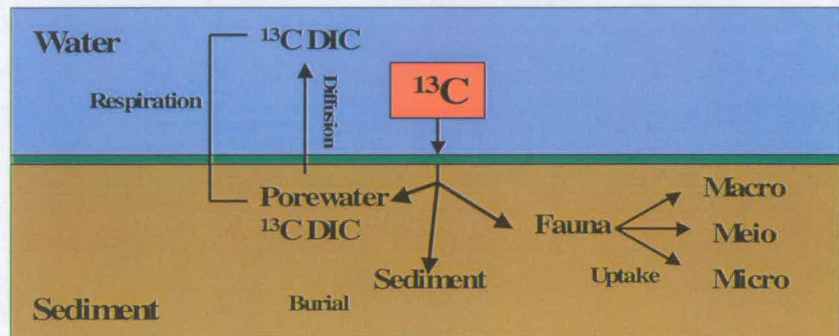 Water
¹³C DIC
Respiration
Diffusion
¹³C
Porewater
¹³C DIC
Fauna
Macro
Meio
Micro
Uptake
Sediment
Burial
Sediment